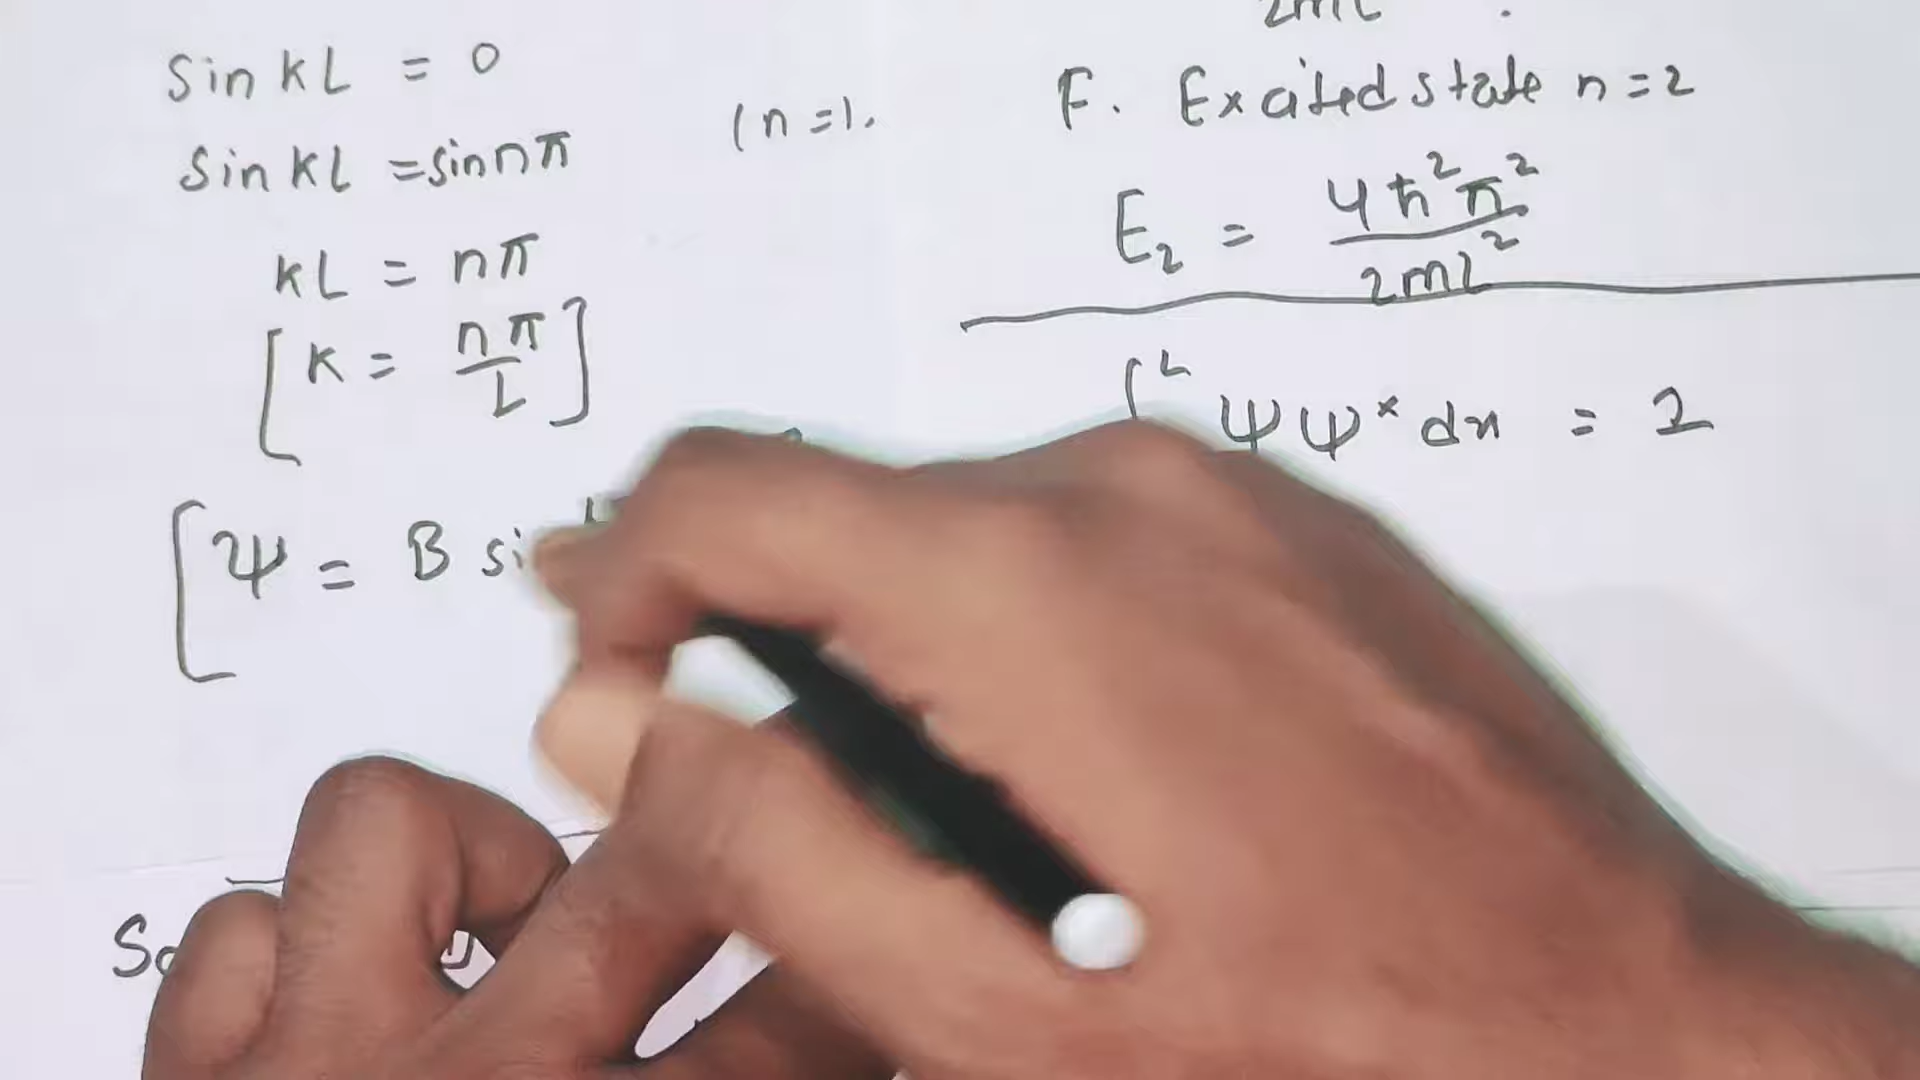 sin kL = 0
sin kL = sin nπ
(n=1.
kL = nπ
[K = nπ/L]
[Ψ = B si
2mL
F. Excited state n=2
E₂ = 4ħ²π²/2mL²
∫ᴸ ΨΨ* dx = 1